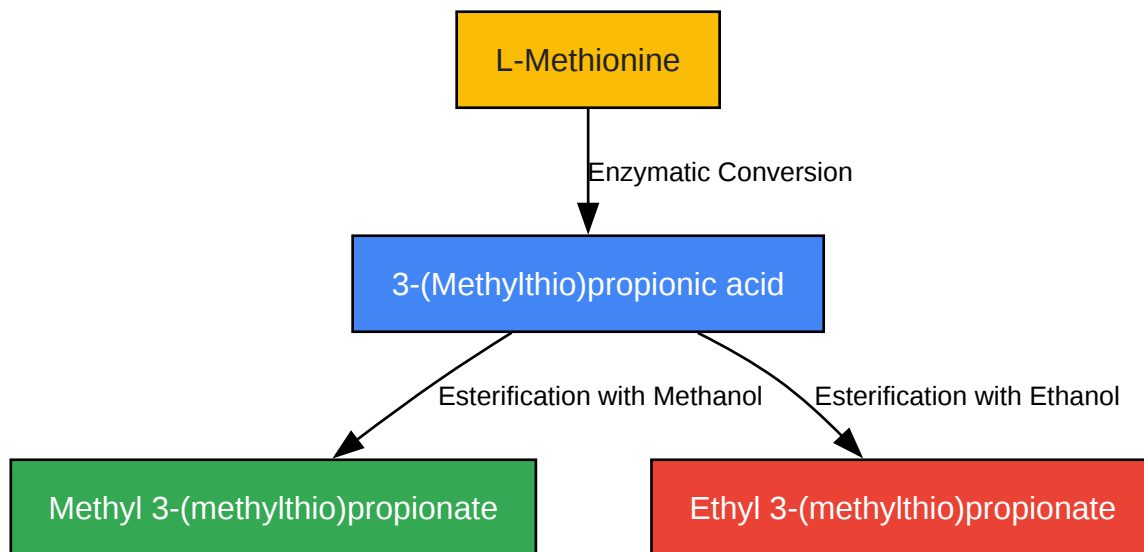 L-Methionine
Enzymatic Conversion
3-(Methylthio)propionic acid
Esterification with Methanol
Esterification with Ethanol
Methyl 3-(methylthio)propionate
Ethyl 3-(methylthio)propionate